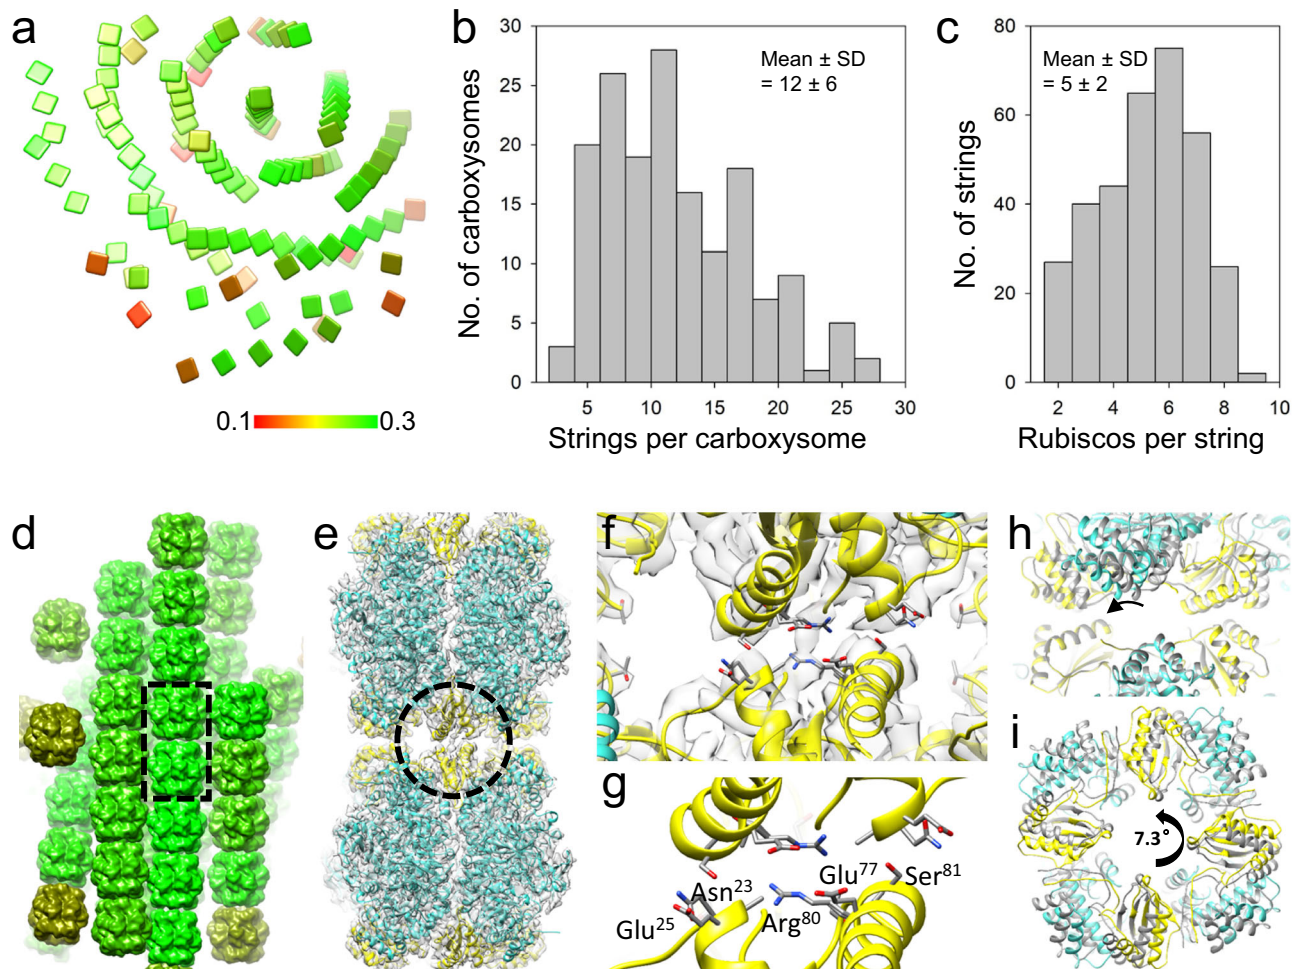 a
0.1
0.3
b
No. of carboxysomes
30
25
20
15
10
5
0
Mean ± SD
= 12 ± 6
5 10 15 20 25 30
Strings per carboxysome
c
No. of strings
80
60
40
20
0
Mean ± SD
= 5 ± 2
2 4 6 8 10
Rubiscos per string
d
e
f
g
Glu²⁵
Asn²³
Arg⁸⁰
Glu⁷⁷
Ser⁸¹
h
i
7.3°